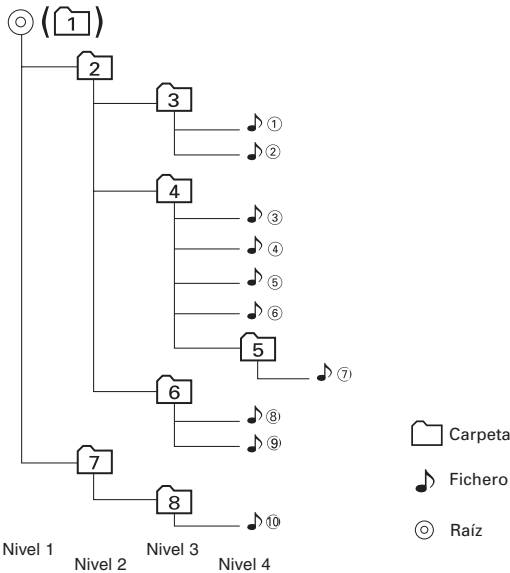 (1)
2
3
①
②
4
③
④
⑤
⑥
5
⑦
6
⑧
⑨
7
8
⑩
Carpeta
Fichero
Raíz
Nivel 1
Nivel 2
Nivel 3
Nivel 4